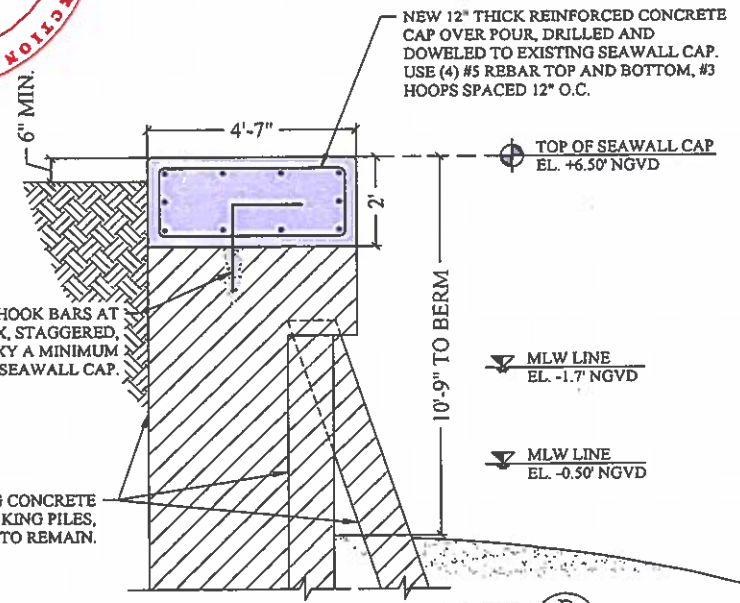 NEW 12" THICK REINFORCED CONCRETE
CAP OVER POUR, DRILLED AND
DOWELED TO EXISTING SEAWALL CAP.
USE (4) #5 REBAR TOP AND BOTTOM, #3
HOOPS SPACED 12" O.C.
6" MIN.
4'-7"
TOP OF SEAWALL CAP
EL. +6.50' NGVD
2'
HOOK BARS AT
X, STAGGERED,
XY A MINIMUM
SEAWALL CAP.
10'-9" TO BERM
MLW LINE
EL. -1.7' NGVD
MLW LINE
EL. -0.50' NGVD
G CONCRETE
KING PILES,
TO REMAIN.